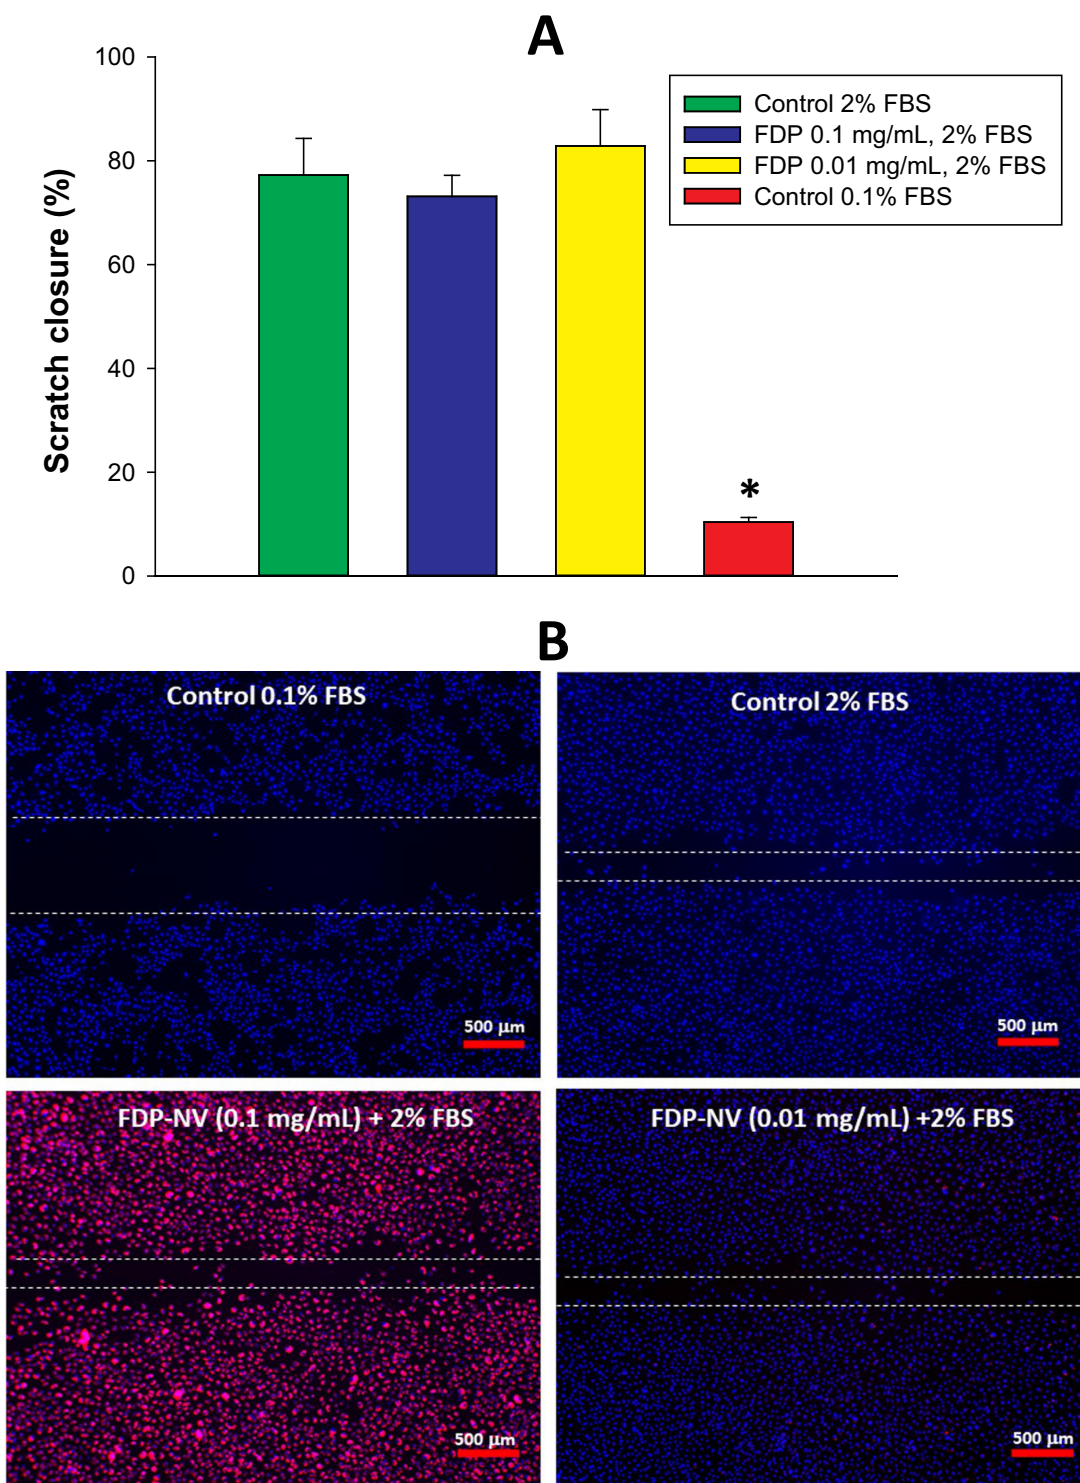 A
100
80
60
40
20
0
Scratch closure (%)
Control 2% FBS
FDP 0.1 mg/mL, 2% FBS
FDP 0.01 mg/mL, 2% FBS
Control 0.1% FBS
*
B
Control 0.1% FBS
500 µm
Control 2% FBS
500 µm
FDP-NV (0.1 mg/mL) + 2% FBS
500 µm
FDP-NV (0.01 mg/mL) +2% FBS
500 µm